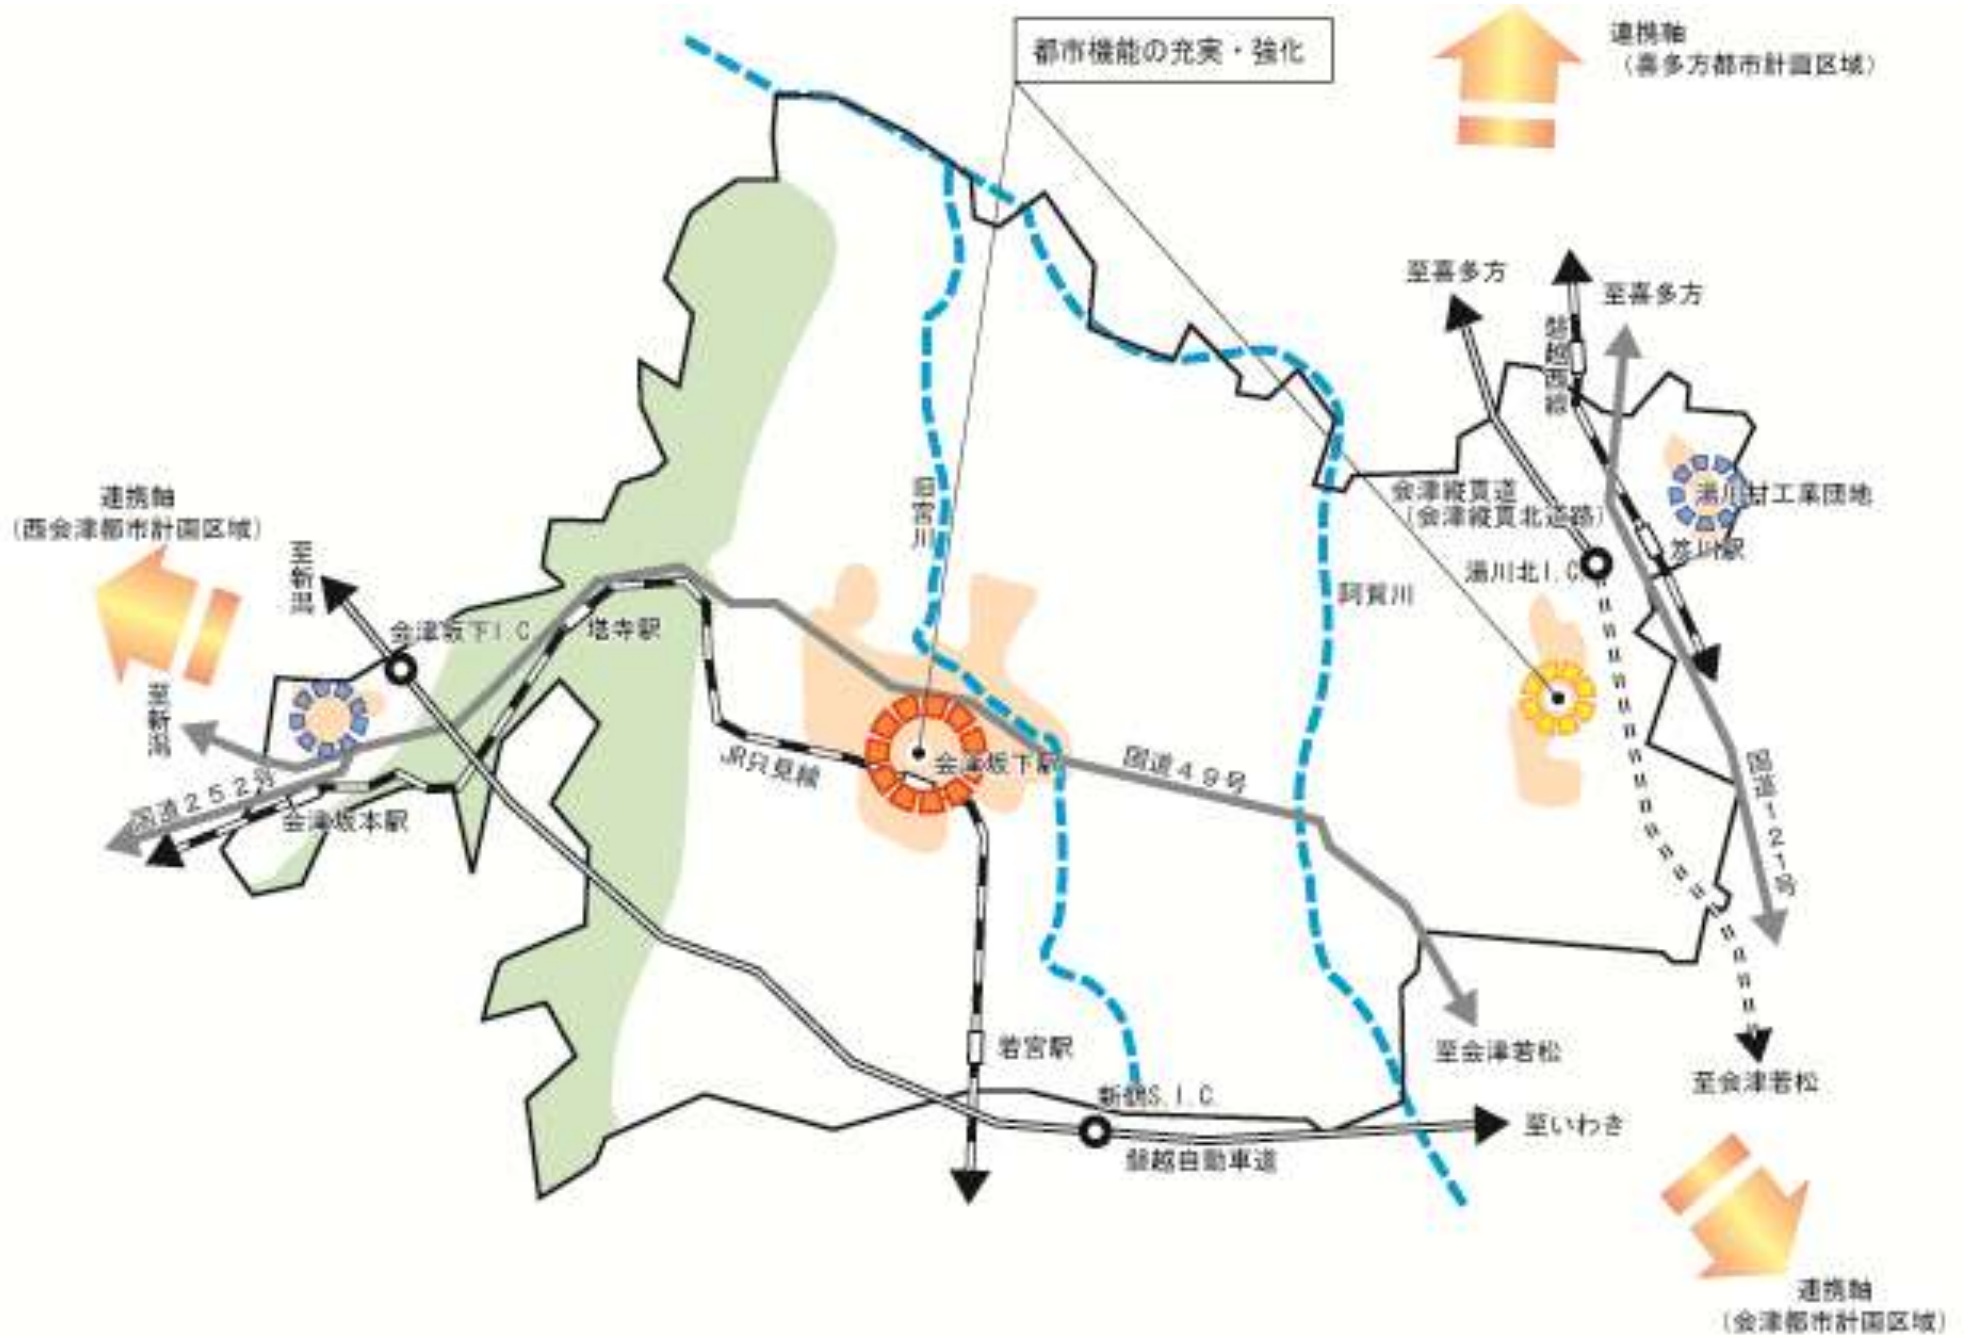 都市機能の充実・強化
連携軸
（喜多方都市計画区域）
至喜多方
至喜多方
磐越西線
連携軸
（西会津都市計画区域）
至新潟
会津縦貫道
（会津縦貫北道路）
湯川村工業団地
笈川駅
湯川北I.C.
旧宮川
阿賀川
会津坂下I.C.
塔寺駅
至新潟
国道252号
会津坂本駅
JR只見線
会津坂下駅
国道49号
国道121号
若宮駅
至会津若松
至会津若松
新鶴S.I.C.
至いわき
磐越自動車道
連携軸
（会津都市計画区域）